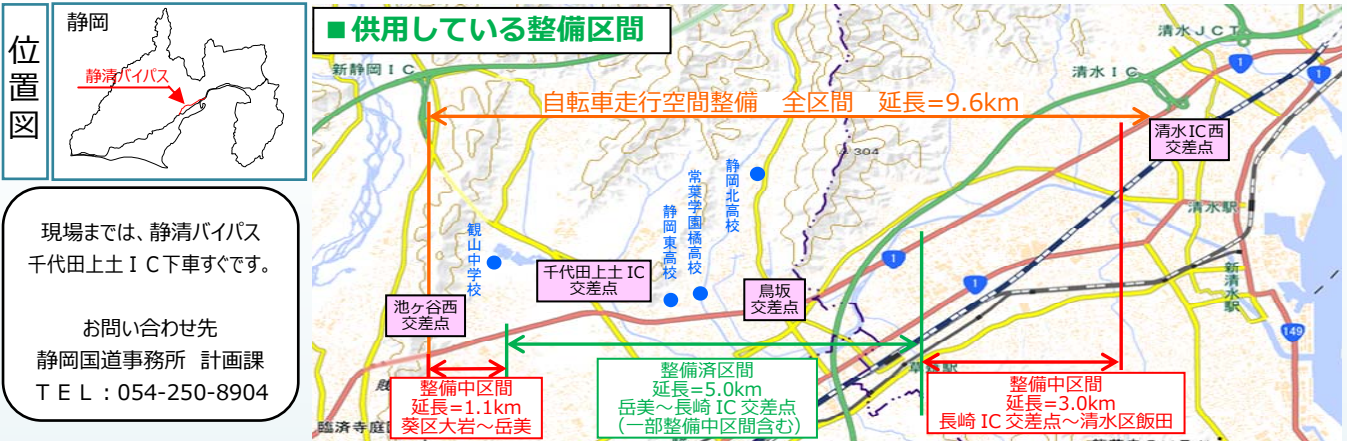 位置図
静岡
静清バイパス
現場までは、静清バイパス
千代田上土ＩＣ下車すぐです。
お問い合わせ先
静岡国道事務所 計画課
ＴＥＬ：054-250-8904
■供用している整備区間
新静岡ＩＣ
清水ＪＣＴ
清水ＩＣ
1
自転車走行空間整備　全区間　延長=9.6km
清水IC西
交差点
304
静岡北高校
常葉学園橘高校
静岡東高校
観山中学校
清水駅
千代田上土 IC
交差点
鳥坂
交差点
池ヶ谷西
交差点
1
1
新清水駅
149
整備中区間
延長=1.1km
葵区大岩～岳美
整備済区間
延長=5.0km
岳美～長崎 IC 交差点
(一部整備中区間含む)
整備中区間
延長=3.0km
長崎 IC 交差点～清水区飯田
臨済寺庭園